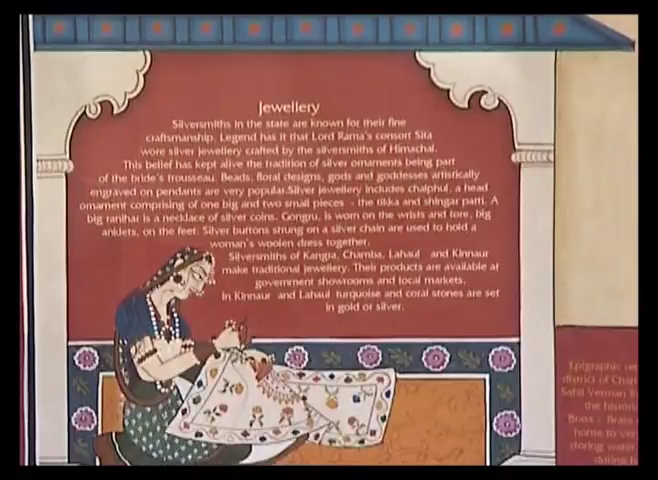 Jewellery
Silversmiths in the state are known for their fine
craftsmanship. Legend has it that Lord Rama's consort Sita
wore silver jewellery crafted by the silversmiths of Himachal.
This belief has kept alive the tradition of silver ornaments being part
of the bride's trousseau. Beads, floral designs, gods and goddesses artistically
engraved on pendants are very popular.Silver jewellery includes chalphul, a head
ornament comprising of one big and two small pieces - the tikka and shingar patti. A
big ranihar is a necklace of silver coins. Gongru, is worn on the wrists and tore, big
anklets, on the feet. Silver buttons strung on a silver chain are used to hold a
woman's woolen dress together.
Silversmiths of Kangra, Chamba, Lahaul and Kinnaur
make traditional jewellery. Their products are available at
government showrooms and local markets.
In Kinnaur and Lahaul turquoise and coral stones are set
in gold or silver.
Epigraphic
district of
Sahil Verman
the
Brass - Brass
home to
storing water